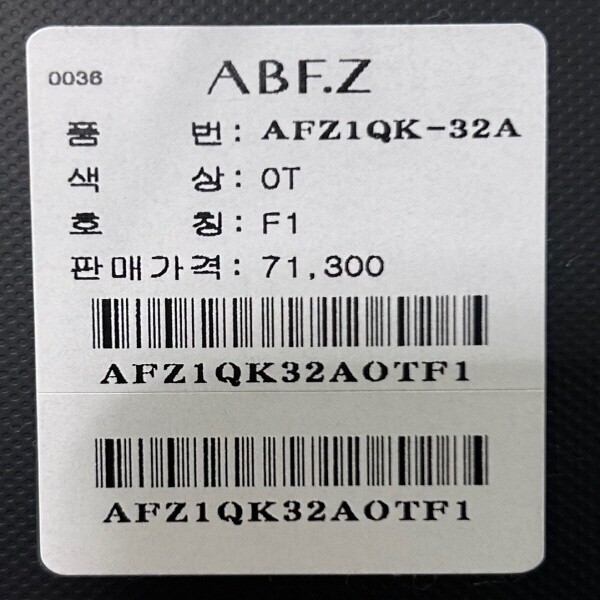 0036 ABF.Z
품 번: AFZ1QK-32A
색 상: OT
호 칭: F1
판매가격: 71,300
AFZ1QK32AOTF1
AFZ1QK32AOTF1